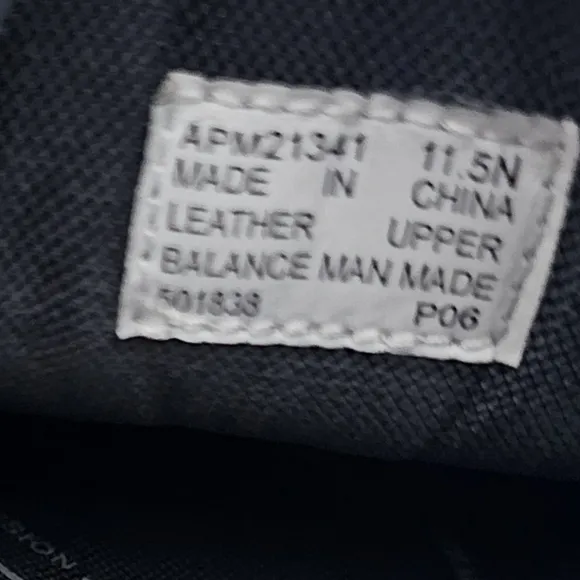 APM21341 11.5N
MADE IN CHINA
LEATHER UPPER
BALANCE MAN MADE
501838 P06